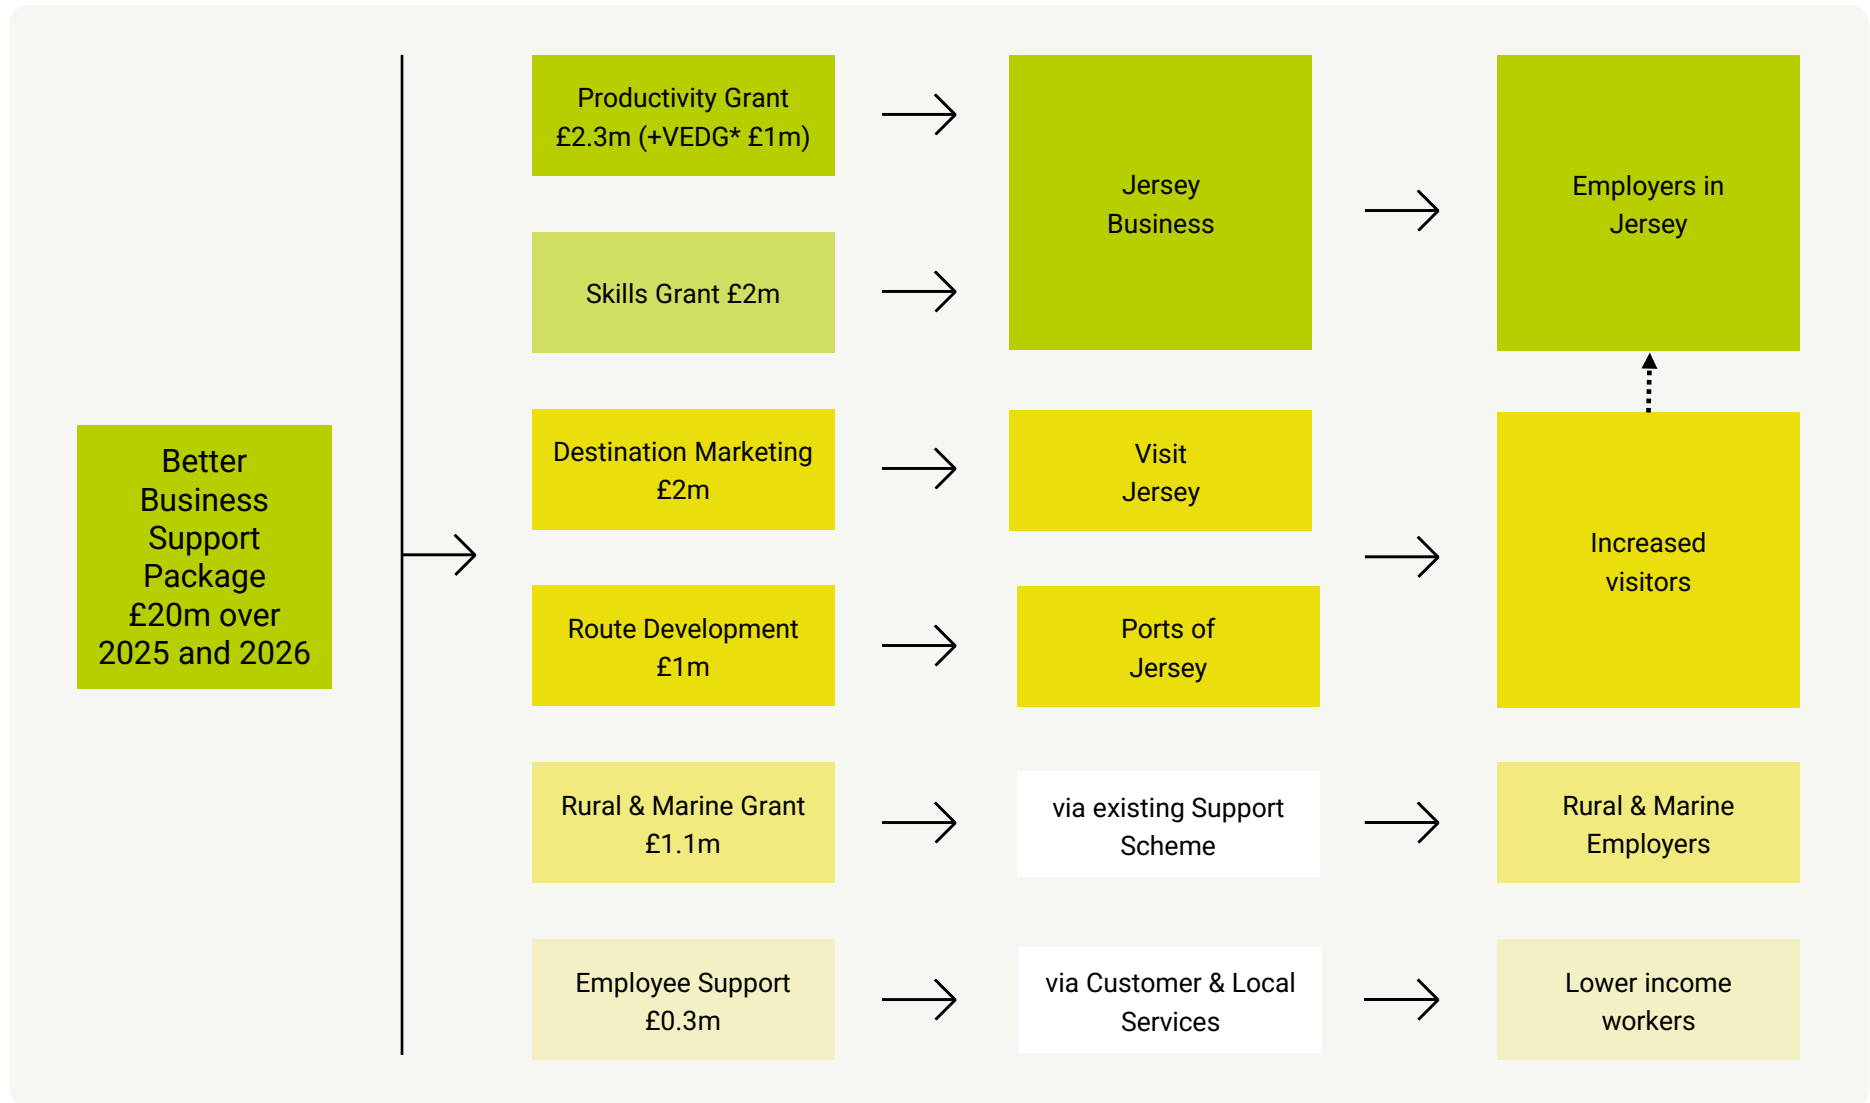 Better
Business
Support
Package
£20m over
2025 and 2026
Productivity Grant
£2.3m (+VEDG* £1m)
Skills Grant £2m
Jersey
Business
Employers in
Jersey
Destination Marketing
£2m
Visit
Jersey
Route Development
£1m
Ports of
Jersey
Increased
visitors
Rural & Marine Grant
£1.1m
via existing Support
Scheme
Rural & Marine
Employers
Employee Support
£0.3m
via Customer & Local
Services
Lower income
workers